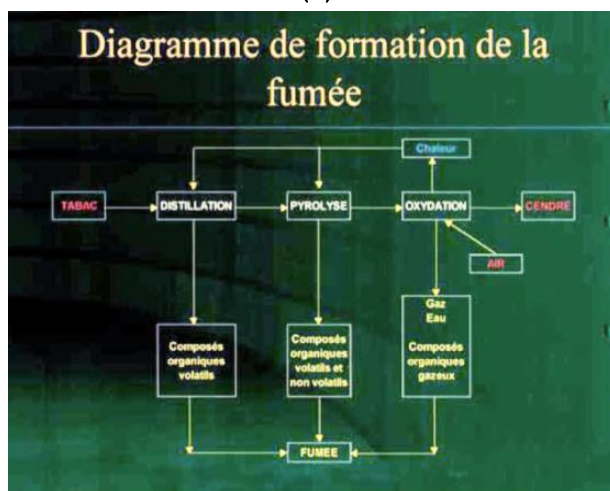 Diagramme de formation de la
fumée
Chaleur
TABAC
DISTILLATION
PYROLYSE
OXYDATION
CENDRE
AIR
Composés
organiques
volatils
Composés
organiques
volatils et
non volatils
Gaz
Eau
Composés
organiques
gazeux
FUMEE